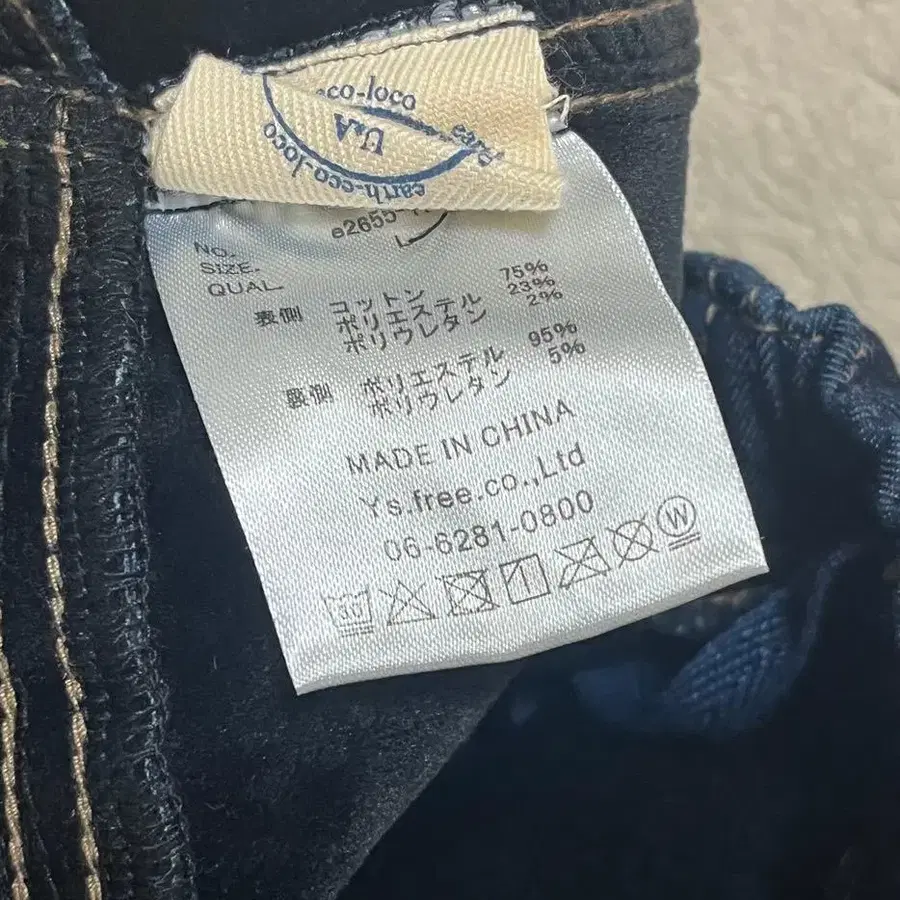 eco-loco
U&A
earth-eco-loco
e2655-
NO.
SIZE. L
QUAL.
表側 コットン 75%
ポリエステル 23%
ポリウレタン 2%
裏側 ポリエステル 95%
ポリウレタン 5%
MADE IN CHINA
Ys.free.co.,Ltd
06-6281-0800
30
W